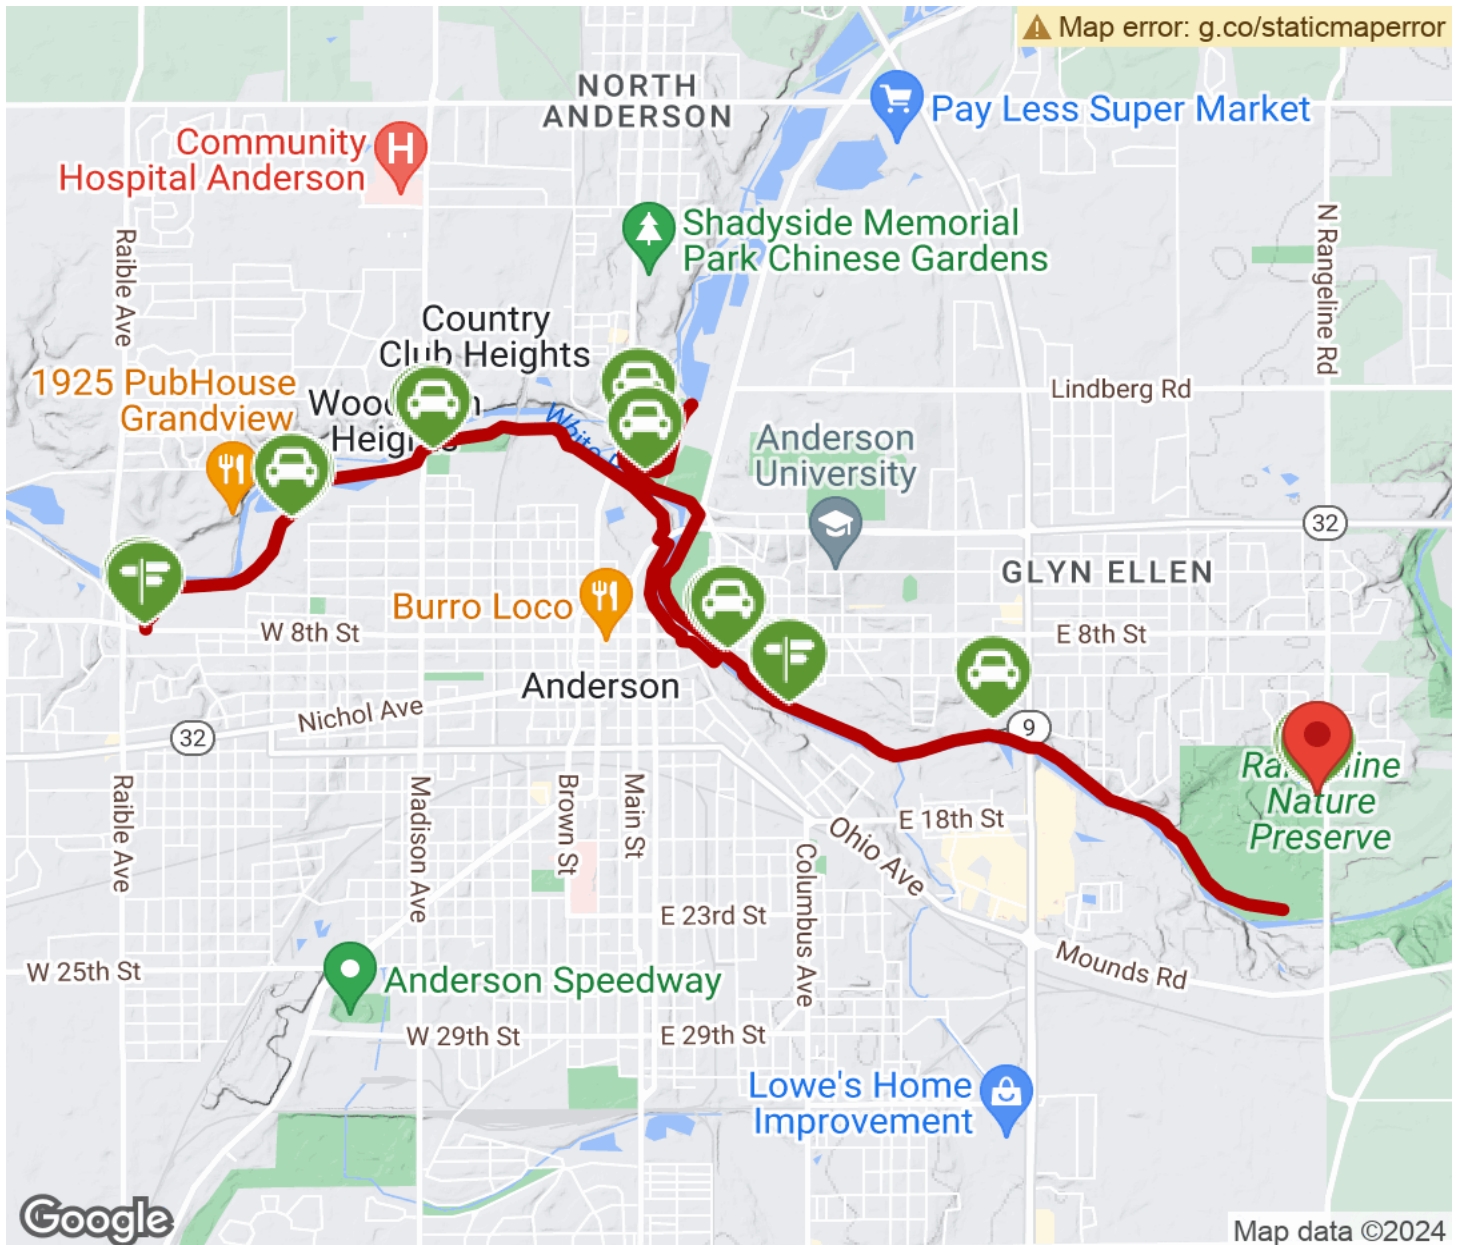 Map error: g.co/staticmaperror
NORTH
ANDERSON
Pay Less Super Market
Community
Hospital Anderson
H
Shadyside Memorial
Park Chinese Gardens
Raible Ave
N Rangeline Rd
Country
Club Heights
1925 PubHouse
Grandview
Lindberg Rd
White
Anderson
University
32
GLYN ELLEN
Burro Loco
W 8th St
E 8th St
Anderson
Nichol Ave
32
9
Nature
Preserve
Raible Ave
Madison Ave
Brown St
Main St
E 18th St
Ohio Ave
Columbus Ave
E 23rd St
W 25th St
Anderson Speedway
Mounds Rd
W 29th St
E 29th St
Lowe's Home
Improvement
Google
Map data ©2024